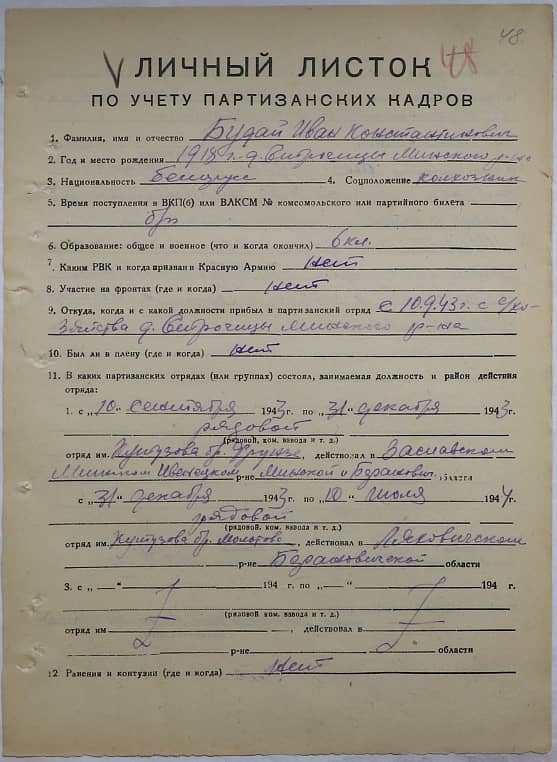 48.
V ЛИЧНЫЙ ЛИСТОК 48
ПО УЧЕТУ ПАРТИЗАНСКИХ КАДРОВ
1. Фамилия, имя и отчество Будай Иван Константинович
2. Год и место рождения 1918 г. д. Витрочицы Минского р-на
3. Национальность белорус 4. Соцположение колхозник
5. Время поступления в ВКП(б) или ВЛКСМ № комсомольского или партийного билета
б/п
6. Образование: общее и военное (что и когда окончил) 6 кл.
7. Каким РВК и когда призван в Красную Армию Нет
8. Участие на фронтах (где и когда) нет
9. Откуда, когда и с какой должности прибыл в партизанский отряд с 10.9.43 г. с с/хо-
зяйства д. Витрочицы Минского р-на
10. Был ли в плену (где и когда) нет
11. В каких партизанских отрядах (или группах) состоял, занимаемая должность и район действия
отряда:
1. с „10" сентября 1943 г. по „31" декабря 1943 г.
рядовой
(рядовой, ком. взвода и т. д.)
отряд им. Кутузова бр. Фрунзе, действовал в Заславском
Минском Ивенецком р-не Минской и Баранович. области
с „31" декабря 1943 г. по „10" июля 1944 г.
рядовой
(рядовой, ком. взвода и т. д.)
отряд им. Кутузова бр. Молотова, действовал в Ляховичском
р-не Барановичской области
3. с „ — " 194 г. по „ — " 194 г.
(рядовой, ком. взвода и т. д.)
отряд им , действовал в
р-не области
12 Ранения и контузии (где и когда) нет